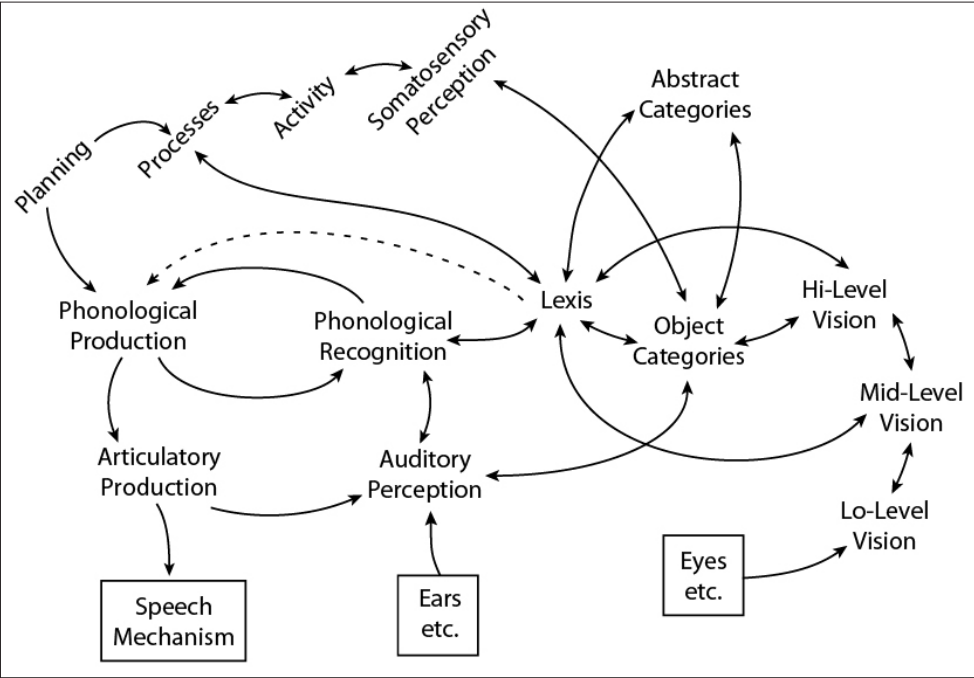 Planning
Processes
Activity
Somatosensory
Perception
Abstract
Categories
Phonological
Production
Phonological
Recognition
Lexis
Object
Categories
Hi-Level
Vision
Mid-Level
Vision
Articulatory
Production
Auditory
Perception
Lo-Level
Vision
Speech
Mechanism
Ears
etc.
Eyes
etc.